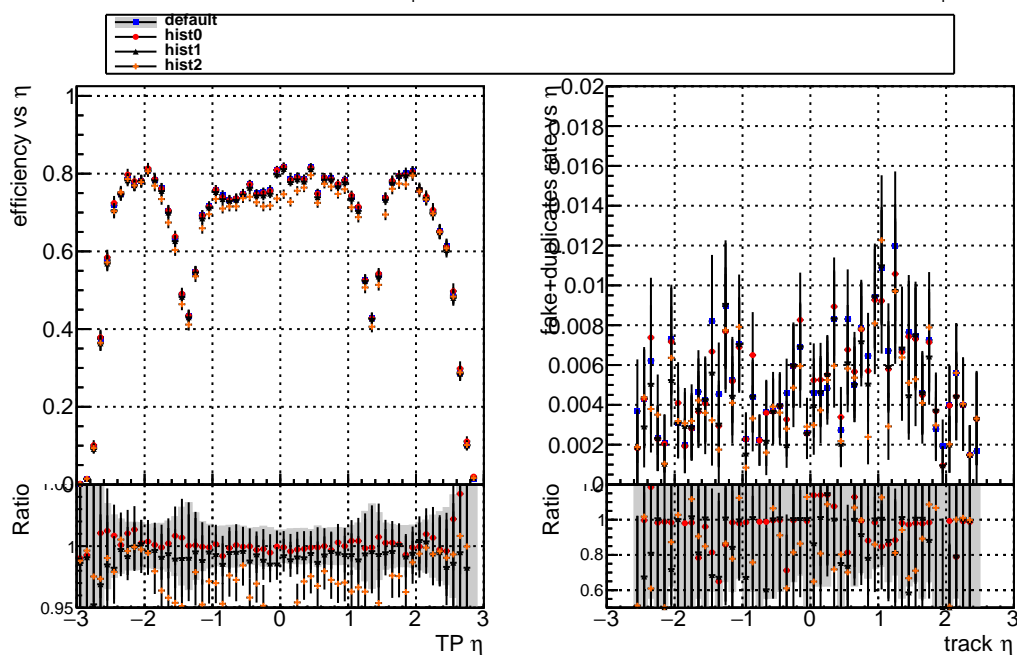 default
hist0
hist1
hist2
efficiency vs η
1
0.8
0.6
0.4
0.2
0
Ratio
1
0.95
−3 −2 −1 0 1 2 3
TP η
fake+duplicates rate vs η
0.02
0.018
0.016
0.014
0.012
0.01
0.008
0.006
0.004
0.002
0
Ratio
1
0.8
0.6
−3 −2 −1 0 1 2 3
track η